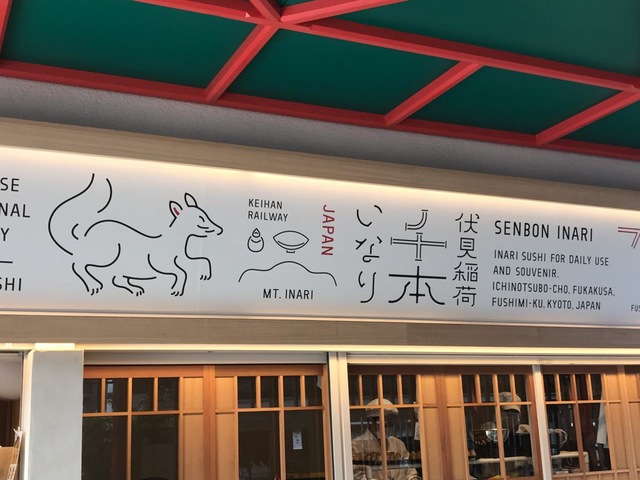 SE
NAL
Y
SHI
KEIHAN
RAILWAY
JAPAN
MT. INARI
伏見稲荷
千本
いなり
SENBON INARI
INARI SUSHI FOR DAILY USE
AND SOUVENIR.
ICHINOTSUBO-CHO, FUKAKUSA,
FUSHIMI-KU, KYOTO, JAPAN
FUS